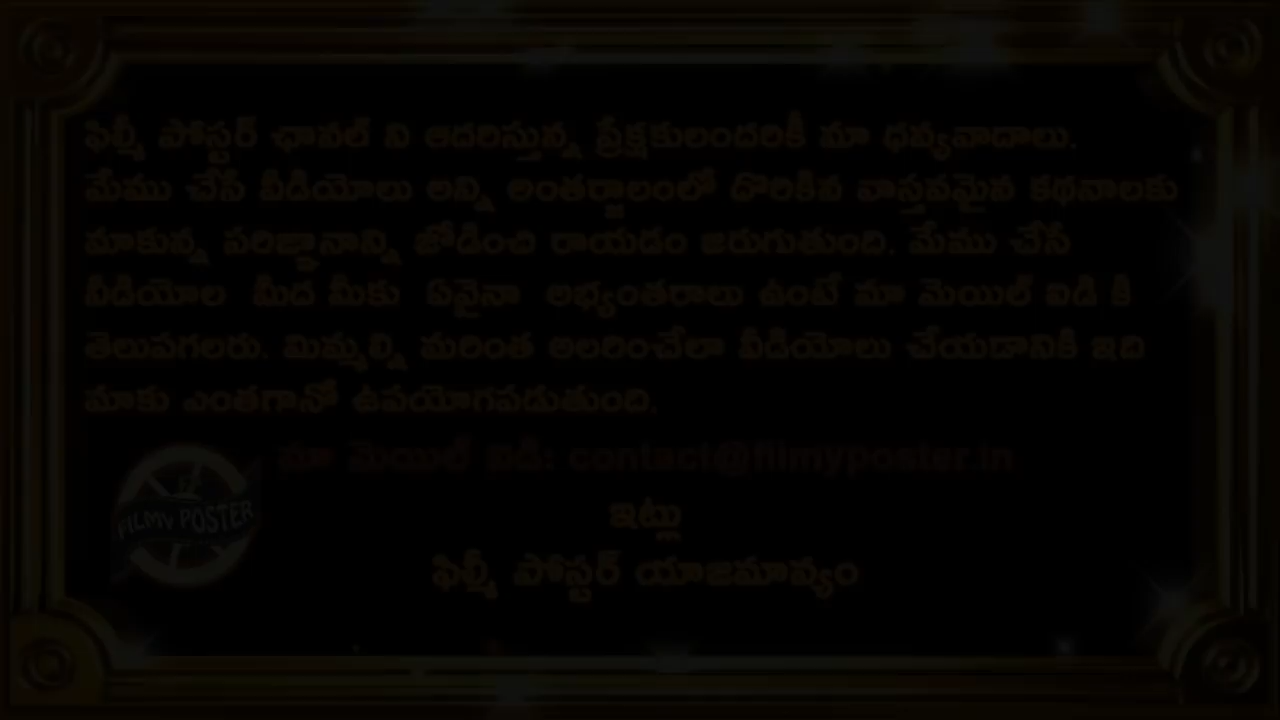 ఫిల్మీ పోస్టర్ ఛానల్ ని ఆదరిస్తున్న ప్రేక్షకులందరికీ మా ధన్యవాదాలు.
మేము చేసే వీడియోలు అన్ని అంతర్జాలంలో దొరికిన వాస్తవమైన కథనాలకు
మాకున్న పరిజ్ఞానాన్ని జోడించి రాయడం జరుగుతుంది. మేము చేసే
వీడియోల మీద మీకు ఏవైనా అభ్యంతరాలు ఉంటే మా మెయిల్ ఐడి కి
తెలుపగలరు. మిమ్మల్ని మరింత అలరించేలా వీడియోలు చేయడానికి ఇది
మాకు ఎంతగానో ఉపయోగపడుతుంది.
మా మెయిల్ ఐడి: contact@filmyposter.in
FILMY POSTER
ఇట్లు
ఫిల్మీ పోస్టర్ యాజమాన్యం